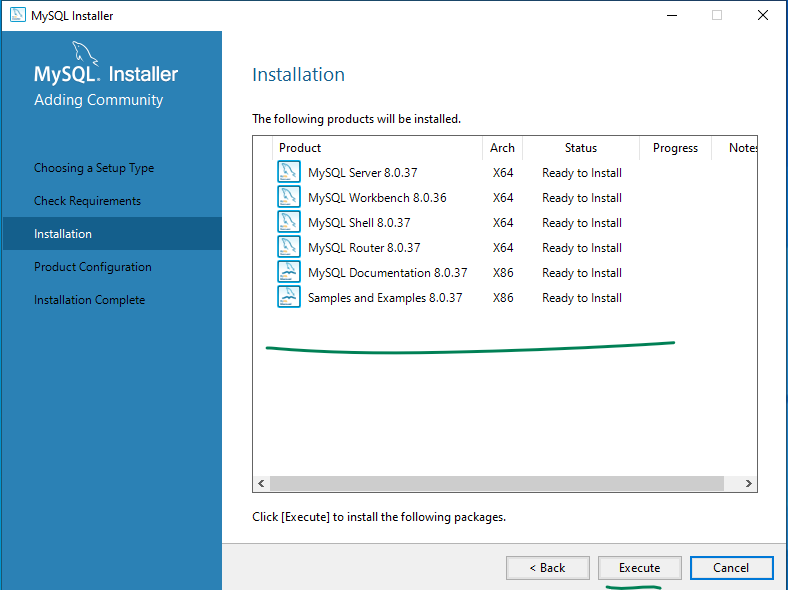 MySQL Installer
MySQL. Installer
Adding Community
Choosing a Setup Type
Check Requirements
Installation
Product Configuration
Installation Complete
Installation
The following products will be installed.
Product Arch Status Progress Notes
MySQL Server 8.0.37 X64 Ready to Install
MySQL Workbench 8.0.36 X64 Ready to Install
MySQL Shell 8.0.37 X64 Ready to Install
MySQL Router 8.0.37 X64 Ready to Install
MySQL Documentation 8.0.37 X86 Ready to Install
Samples and Examples 8.0.37 X86 Ready to Install
Click [Execute] to install the following packages.
< Back Execute Cancel